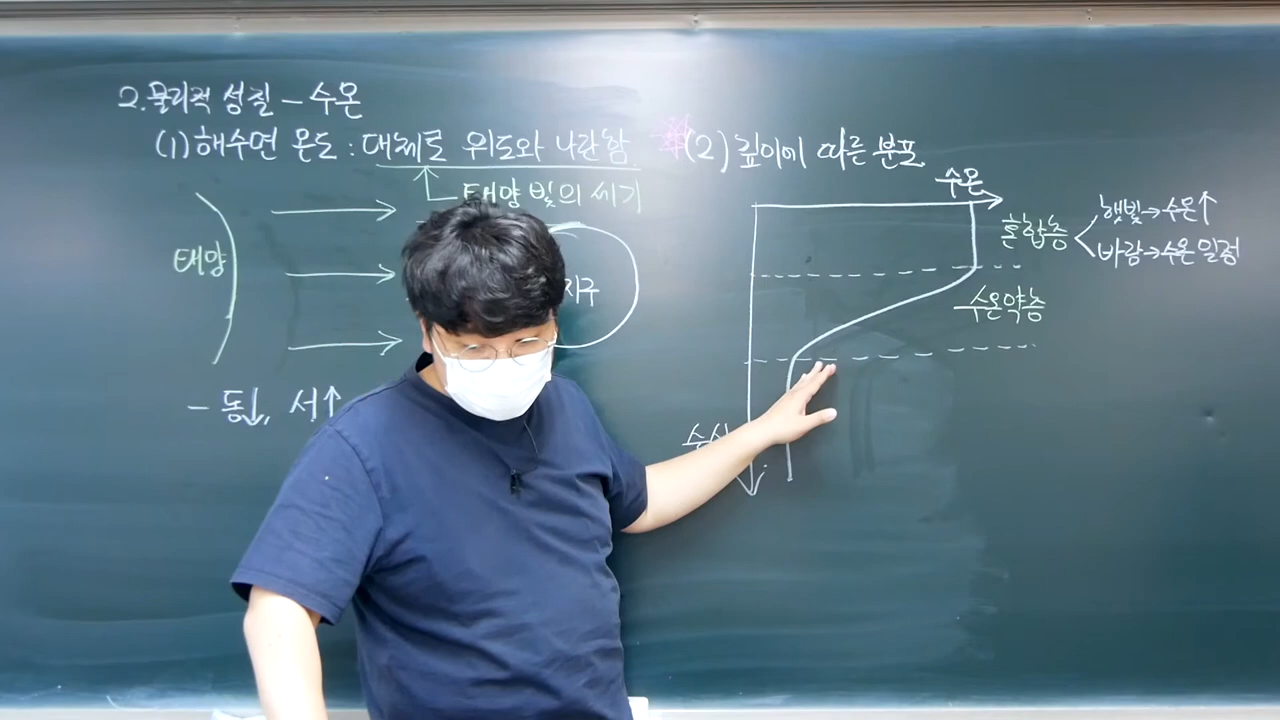 2.물리적 성질 - 수온
(1) 해수면 온도 : 대체로 위도와 나란함
태양 빛의 세기
태양
지구
- 동↓, 서↑
(2) 깊이에 따른 분포
수온
혼합층
햇빛→수온↑
바람→수온 일정
수온약층